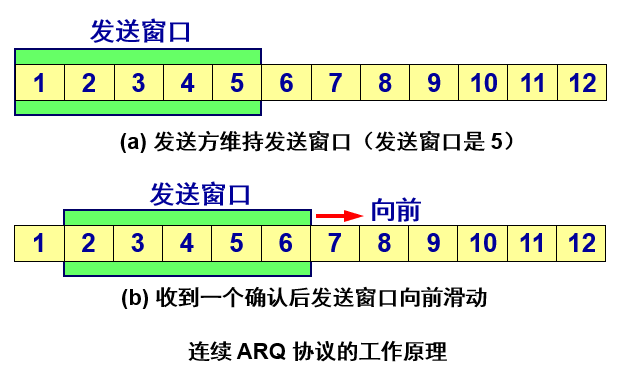 发送窗口
1 2 3 4 5 6 7 8 9 10 11 12
(a) 发送方维持发送窗口（发送窗口是 5）
发送窗口 向前
1 2 3 4 5 6 7 8 9 10 11 12
(b) 收到一个确认后发送窗口向前滑动
连续 ARQ 协议的工作原理